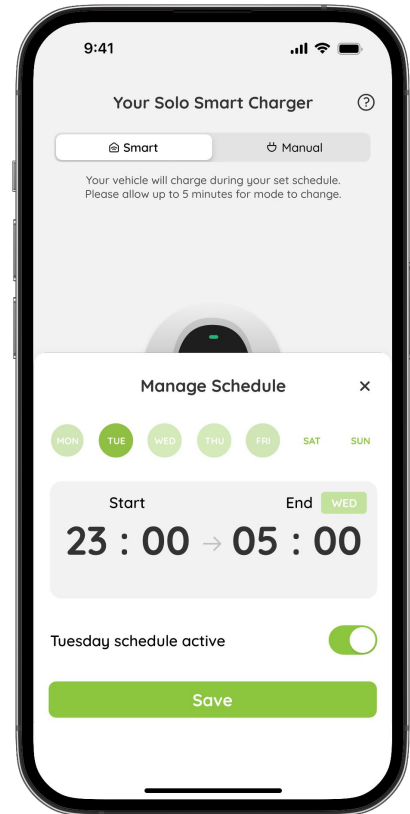 9:41
Your Solo Smart Charger ?
Smart Manual
Your vehicle will charge during your set schedule.
Please allow up to 5 minutes for mode to change.
Manage Schedule ×
MON TUE WED THU FRI SAT SUN
Start End WED
23 : 00 → 05 : 00
Tuesday schedule active
Save